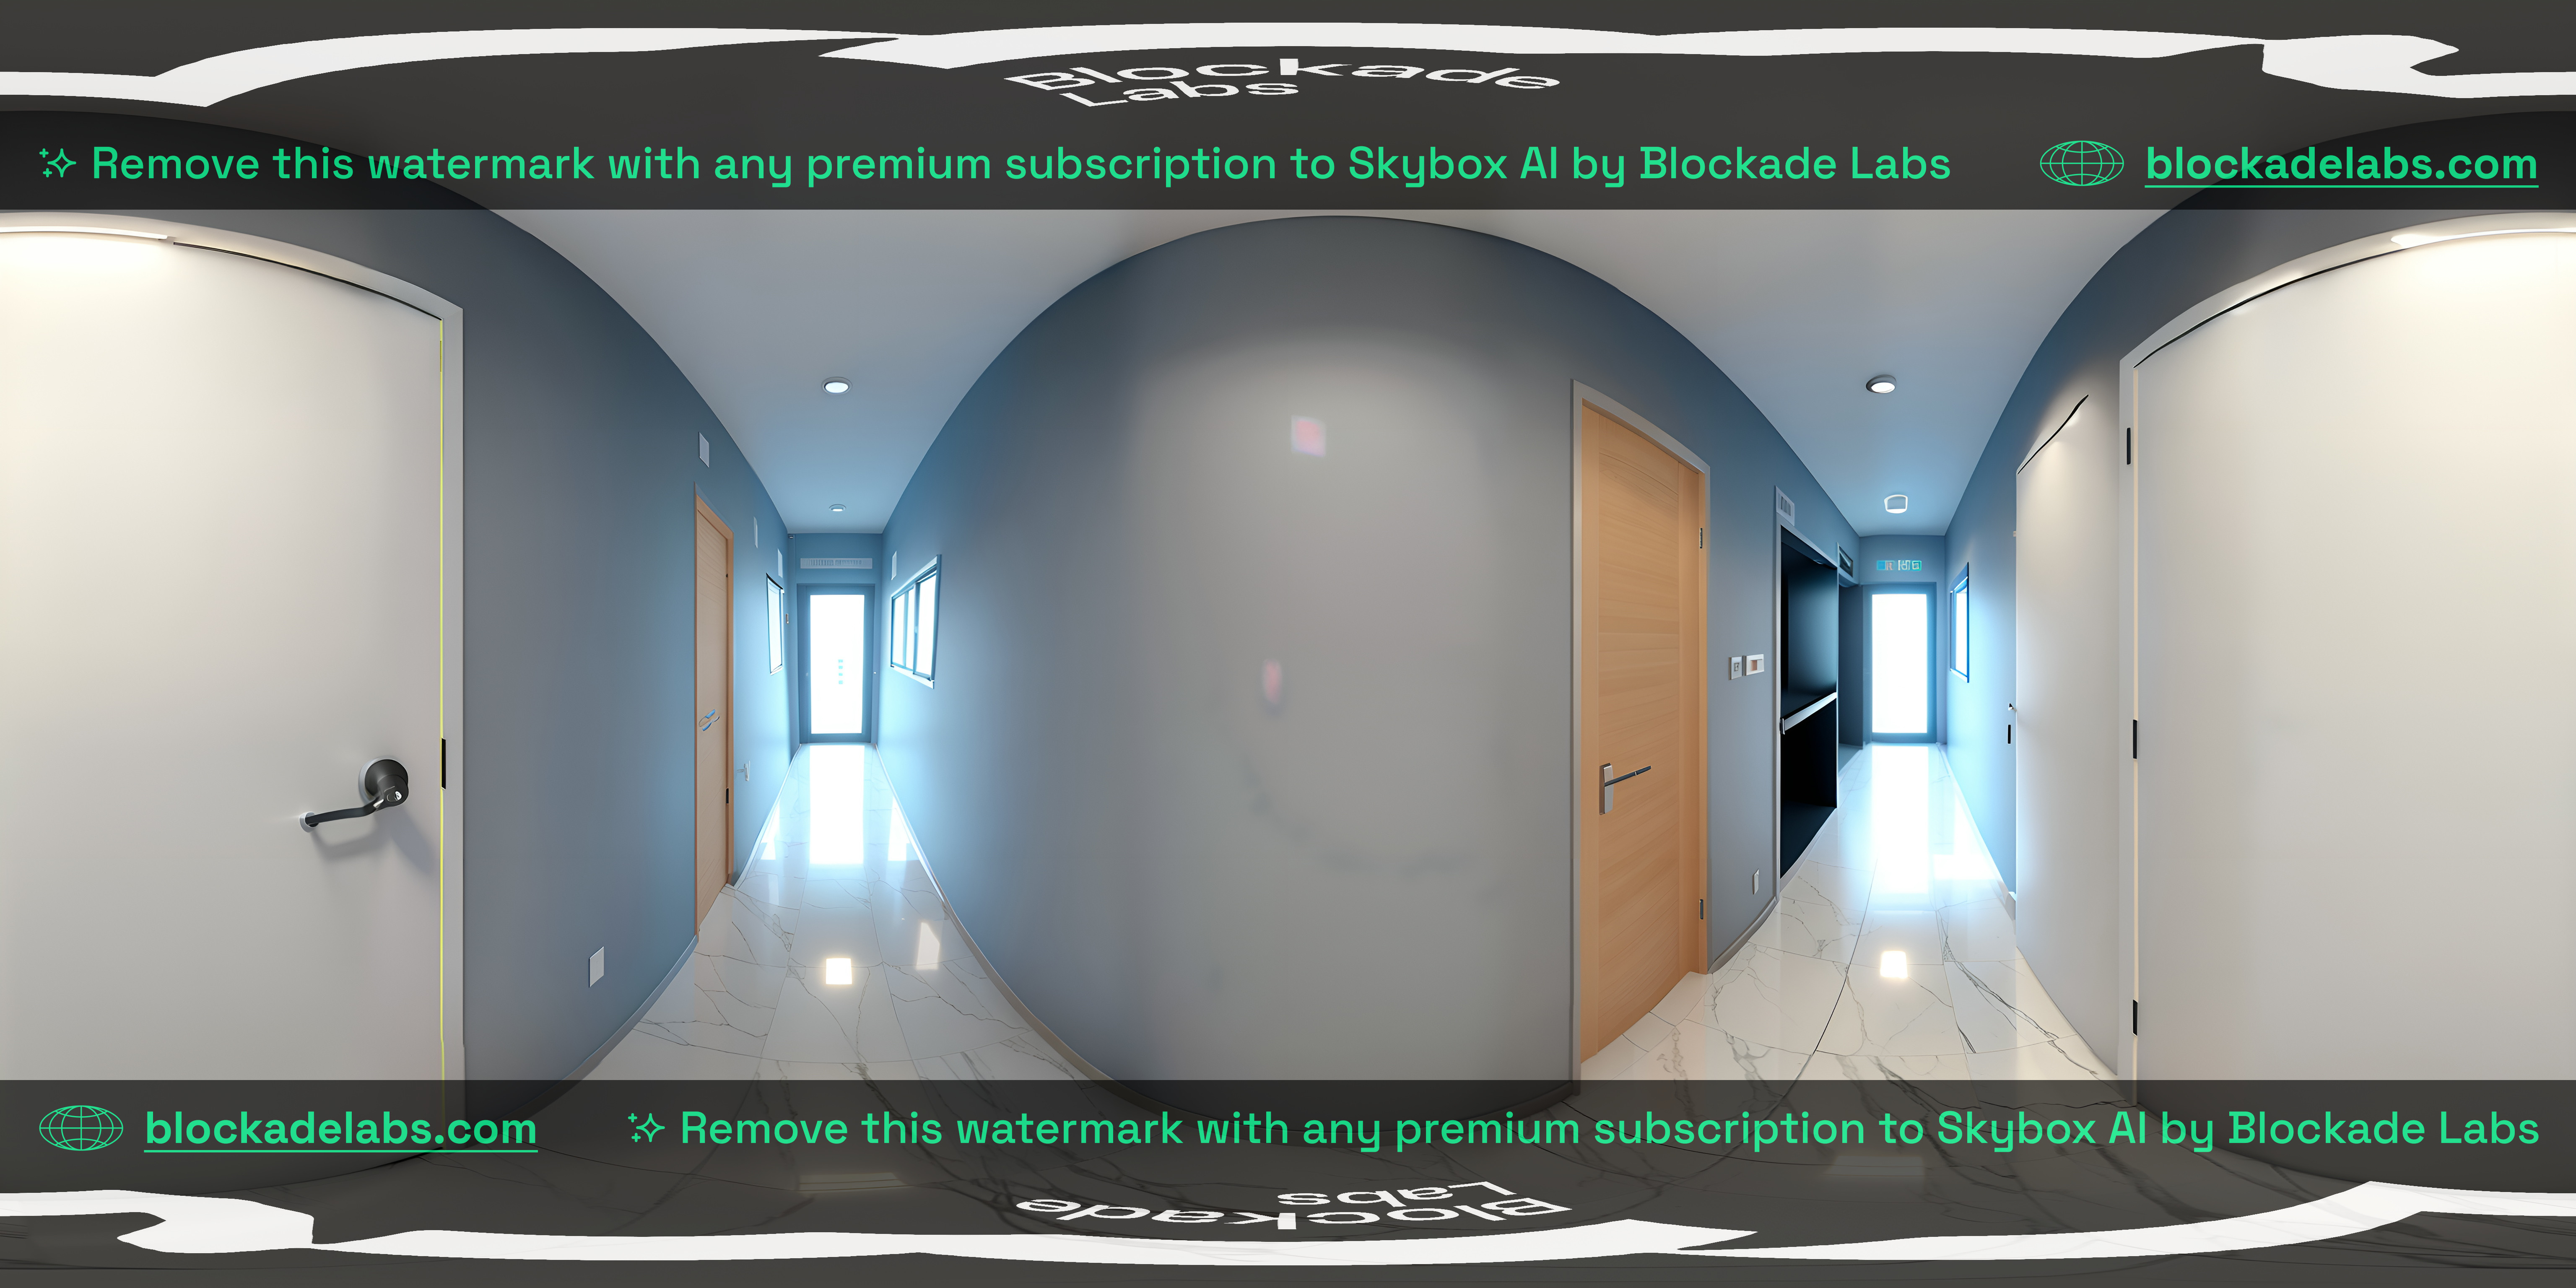 Blockade
Labs
Remove this watermark with any premium subscription to Skybox AI by Blockade Labs
blockadelabs.com
blockadelabs.com
Remove this watermark with any premium subscription to Skybox AI by Blockade Labs
Blockade
Labs